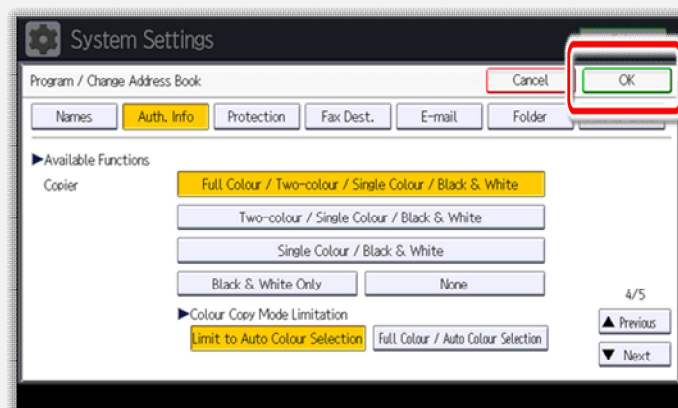 System Settings
Program / Change Address Book
Cancel
OK
Names
Auth. Info
Protection
Fax Dest.
E-mail
Folder
▶Available Functions
Copier
Full Colour / Two-colour / Single Colour / Black & White
Two-colour / Single Colour / Black & White
Single Colour / Black & White
Black & White Only
None
4/5
▶Colour Copy Mode Limitation
▲ Previous
Limit to Auto Colour Selection
Full Colour / Auto Colour Selection
▼ Next